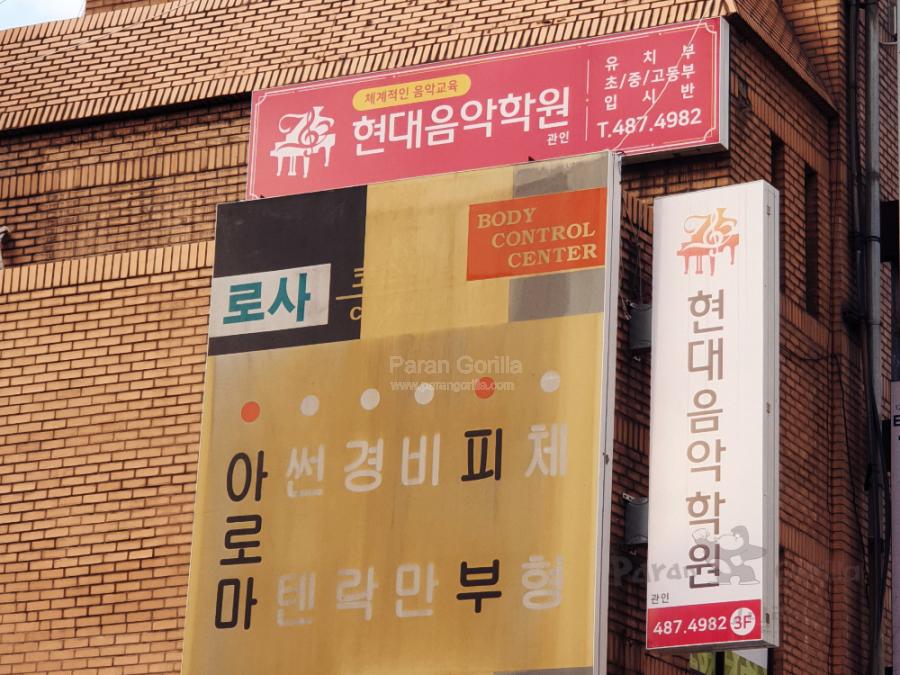 체계적인 음악교육
현대음악학원
관인
유 치 부
초/중/고등부
입 시 반
T.487.4982
BODY
CONTROL
CENTER
로사
Paran Gorilla
www.parangorilla.com
아로마
썬텐
경락
비만
피부
체형
현대음악학원
관인
487.4982 3F